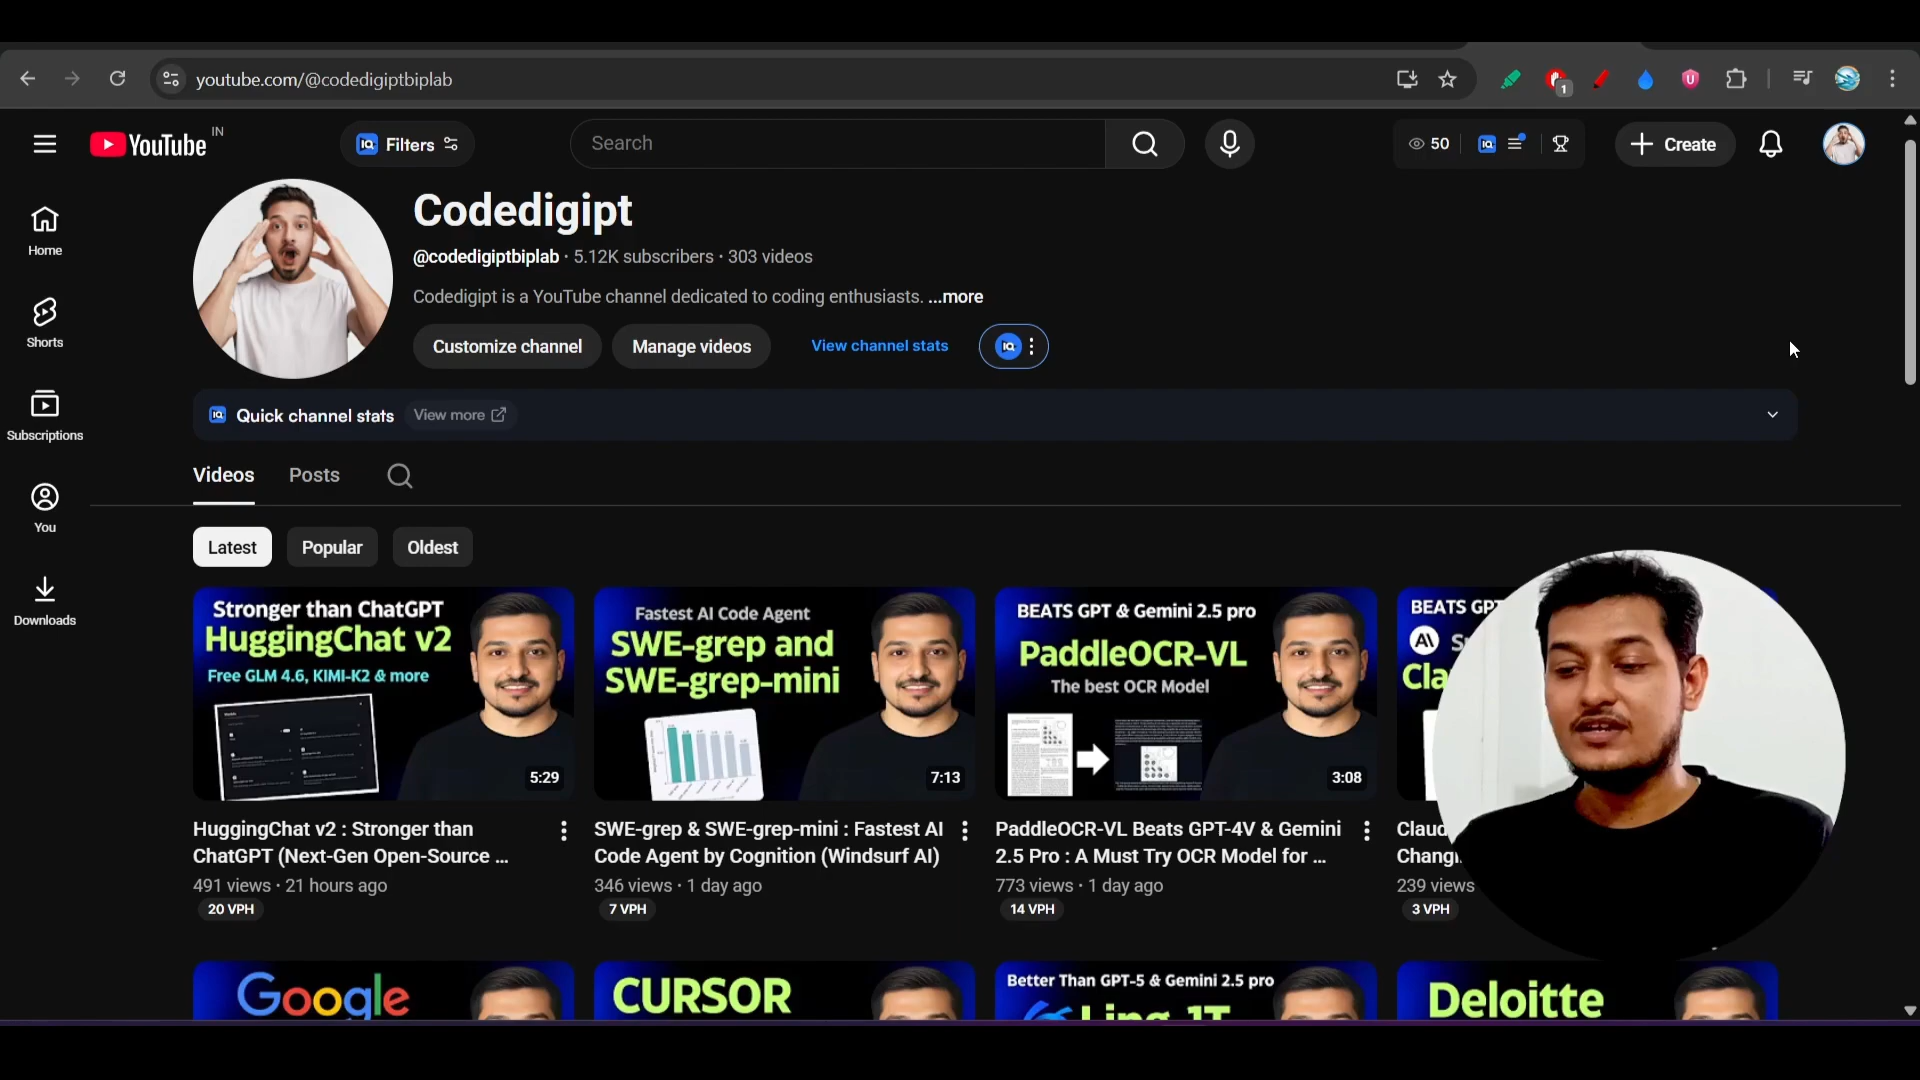 youtube.com/@codedigiptbiplab
1
YouTube IN
Filters
Search
50
Create
Codedigipt
@codedigiptbiplab · 5.12K subscribers · 303 videos
Codedigipt is a YouTube channel dedicated to coding enthusiasts. ...more
Customize channel
Manage videos
View channel stats
Quick channel stats
View more
Home
Shorts
Subscriptions
You
Downloads
Videos
Posts
Latest
Popular
Oldest
Stronger than ChatGPT
HuggingChat v2
Free GLM 4.6, KIMI-K2 & more
5:29
HuggingChat v2 : Stronger than
ChatGPT (Next-Gen Open-Source ...
491 views · 21 hours ago
20 VPH
Fastest AI Code Agent
SWE-grep and
SWE-grep-mini
7:13
SWE-grep & SWE-grep-mini : Fastest AI
Code Agent by Cognition (Windsurf AI)
346 views · 1 day ago
7 VPH
BEATS GPT & Gemini 2.5 pro
PaddleOCR-VL
The best OCR Model
3:08
PaddleOCR-VL Beats GPT-4V & Gemini
2.5 Pro : A Must Try OCR Model for ...
773 views · 1 day ago
14 VPH
BEATS GPT
239 views
3 VPH
Google
CURSOR
Better Than GPT-5 & Gemini 2.5 pro
Ling-1T
Deloitte